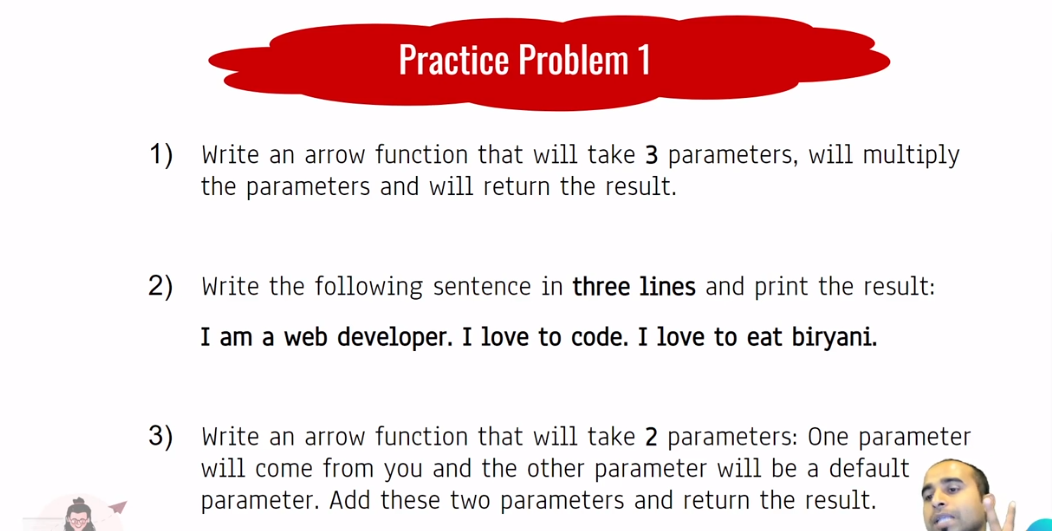 Practice Problem 1
1) Write an arrow function that will take 3 parameters, will multiply
the parameters and will return the result.
2) Write the following sentence in three lines and print the result:
I am a web developer. I love to code. I love to eat biryani.
3) Write an arrow function that will take 2 parameters: One parameter
will come from you and the other parameter will be a default
parameter. Add these two parameters and return the result.